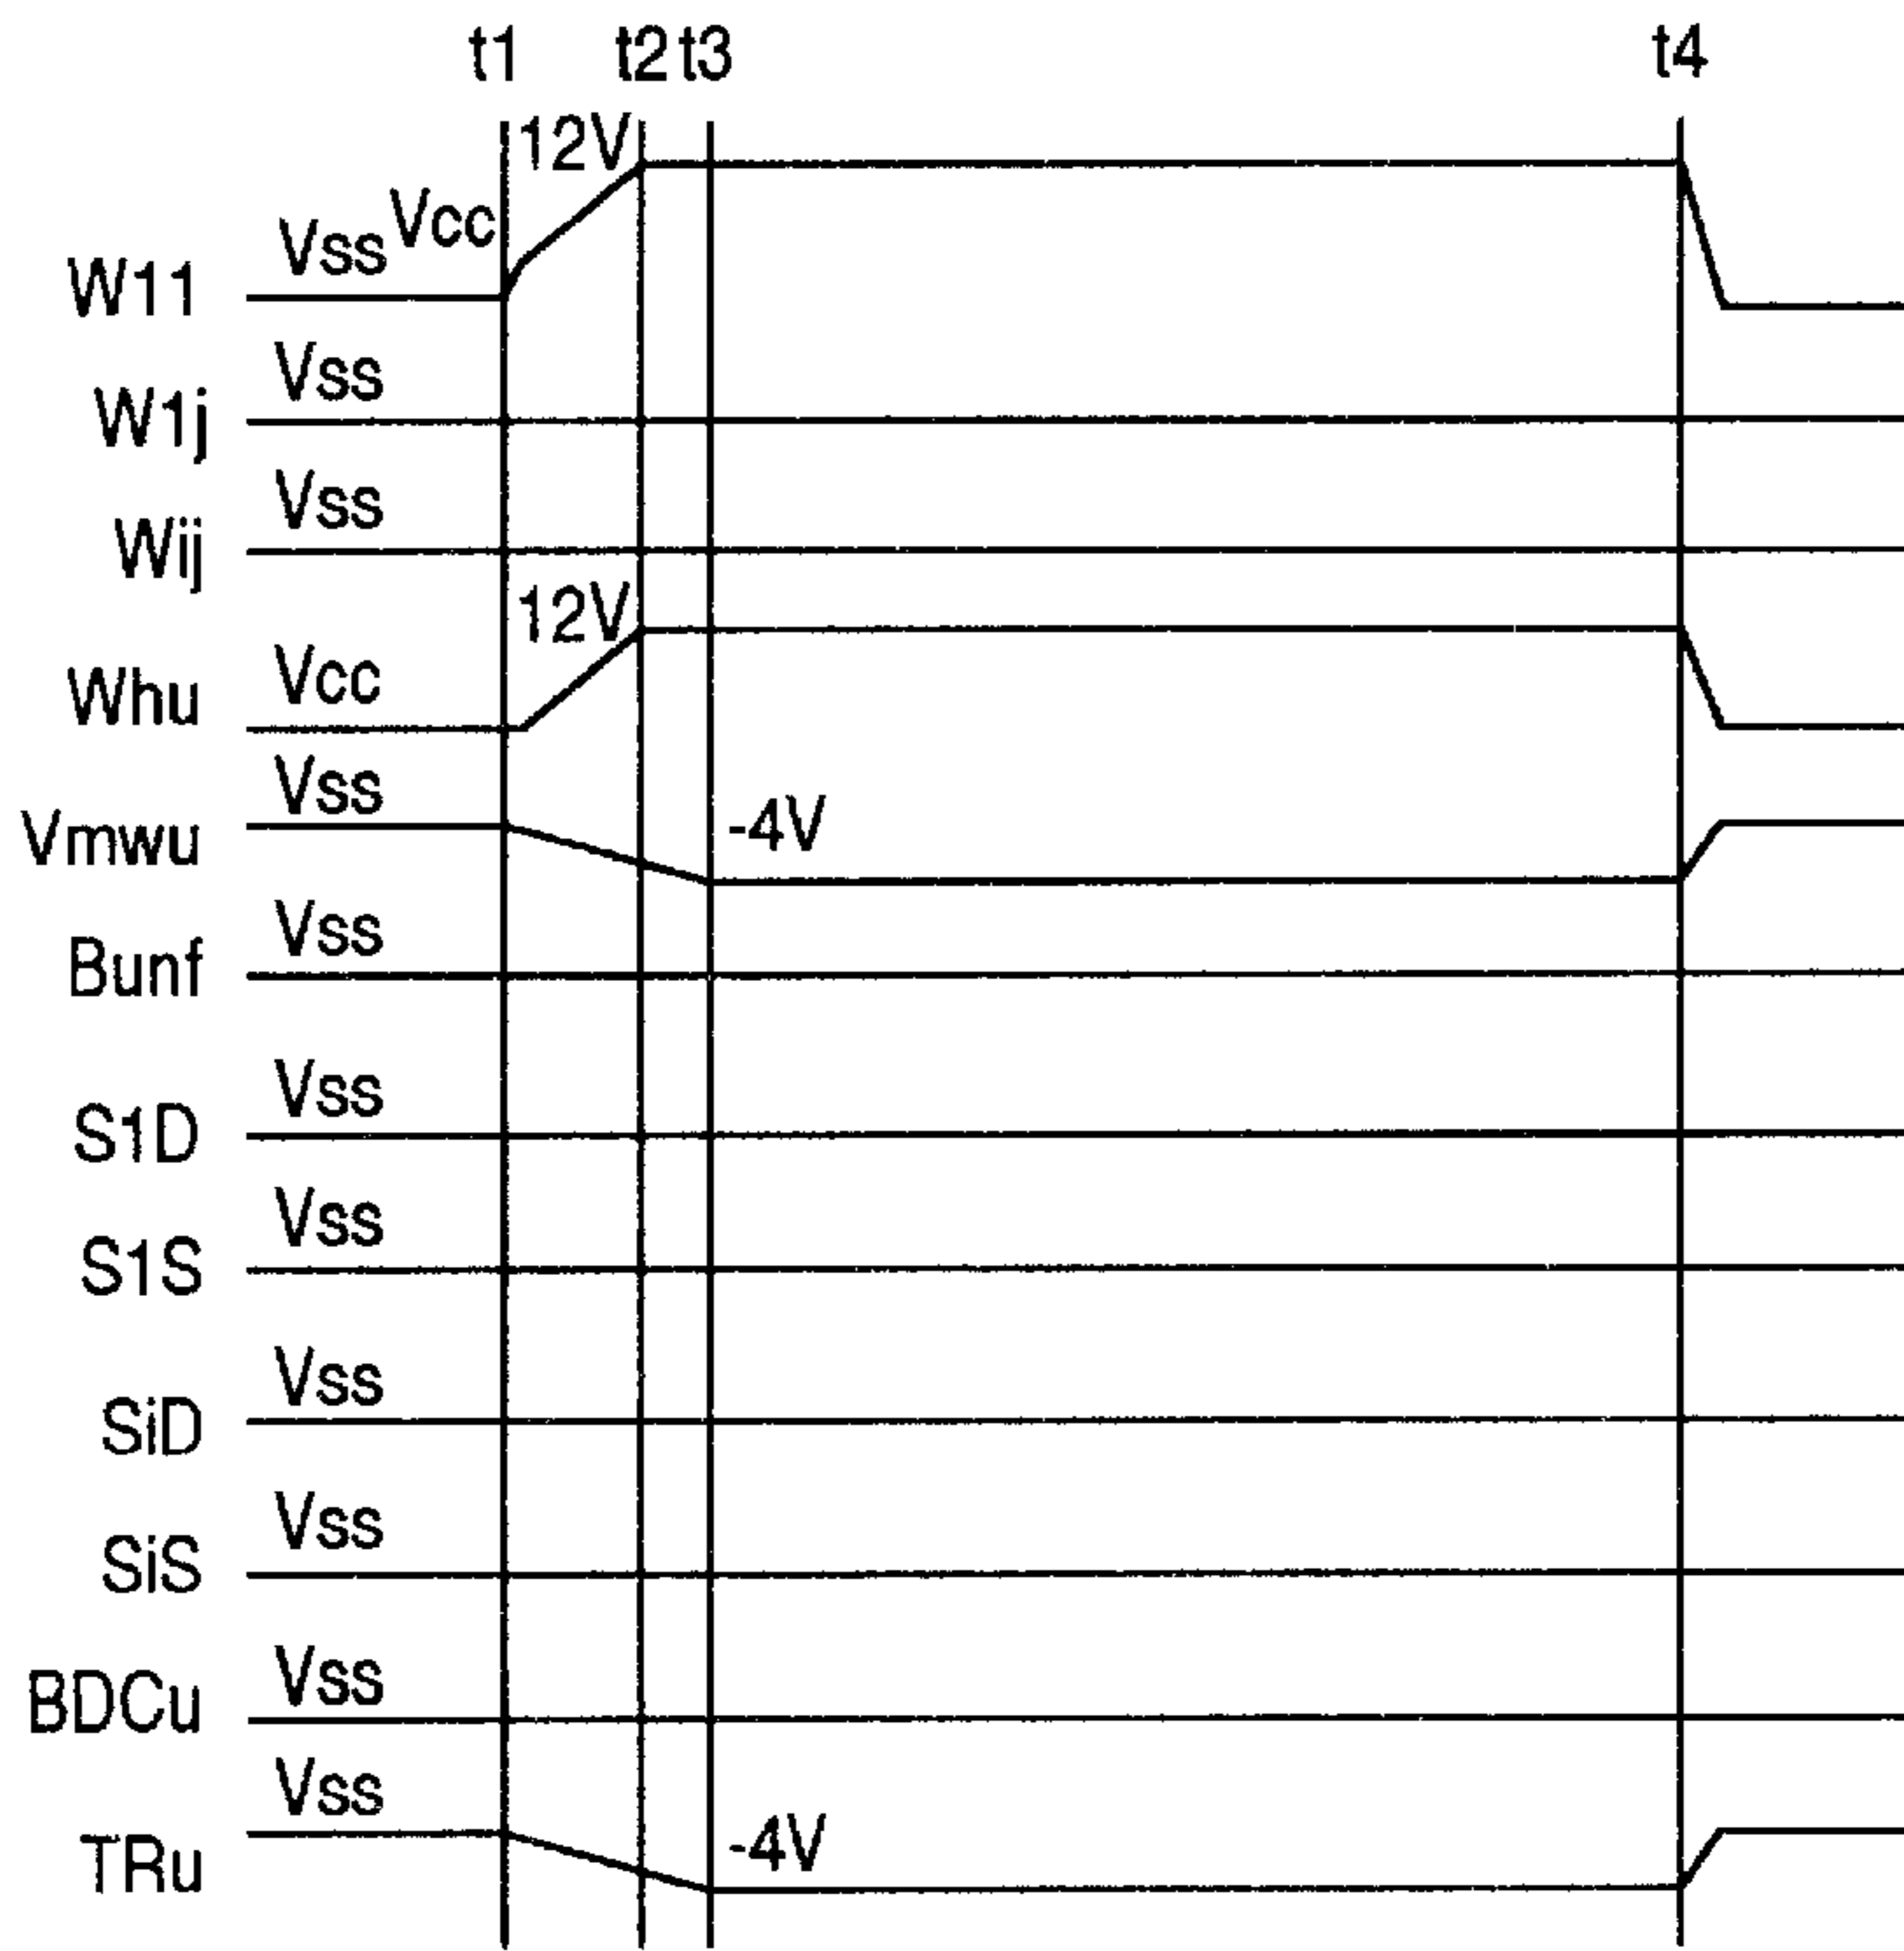 t1 t2 t3 t4
12V
Vss Vcc
W11
Vss
W1j
Vss
Wij
12V
Vcc
Whu
Vss
Vmwu -4V
Vss
Bunf
Vss
S1D
Vss
S1S
Vss
SiD
Vss
SiS
Vss
BDCu
Vss
TRu -4V